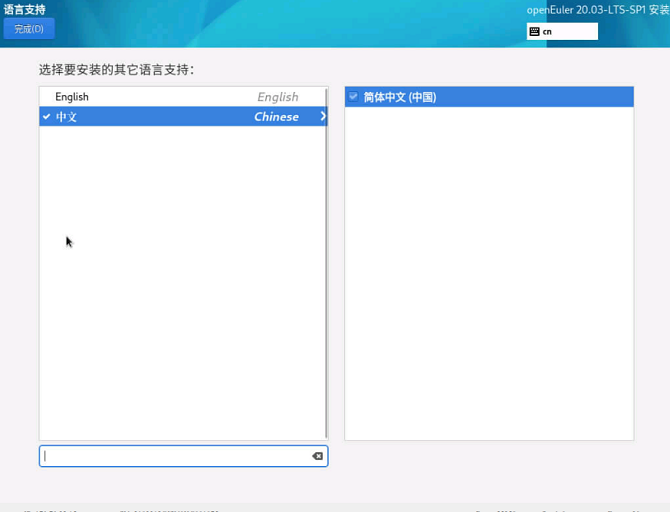 语言支持
openEuler 20.03-LTS-SP1 安装
完成(D)
cn
选择要安装的其它语言支持：
English English
中文 Chinese
简体中文 (中国)